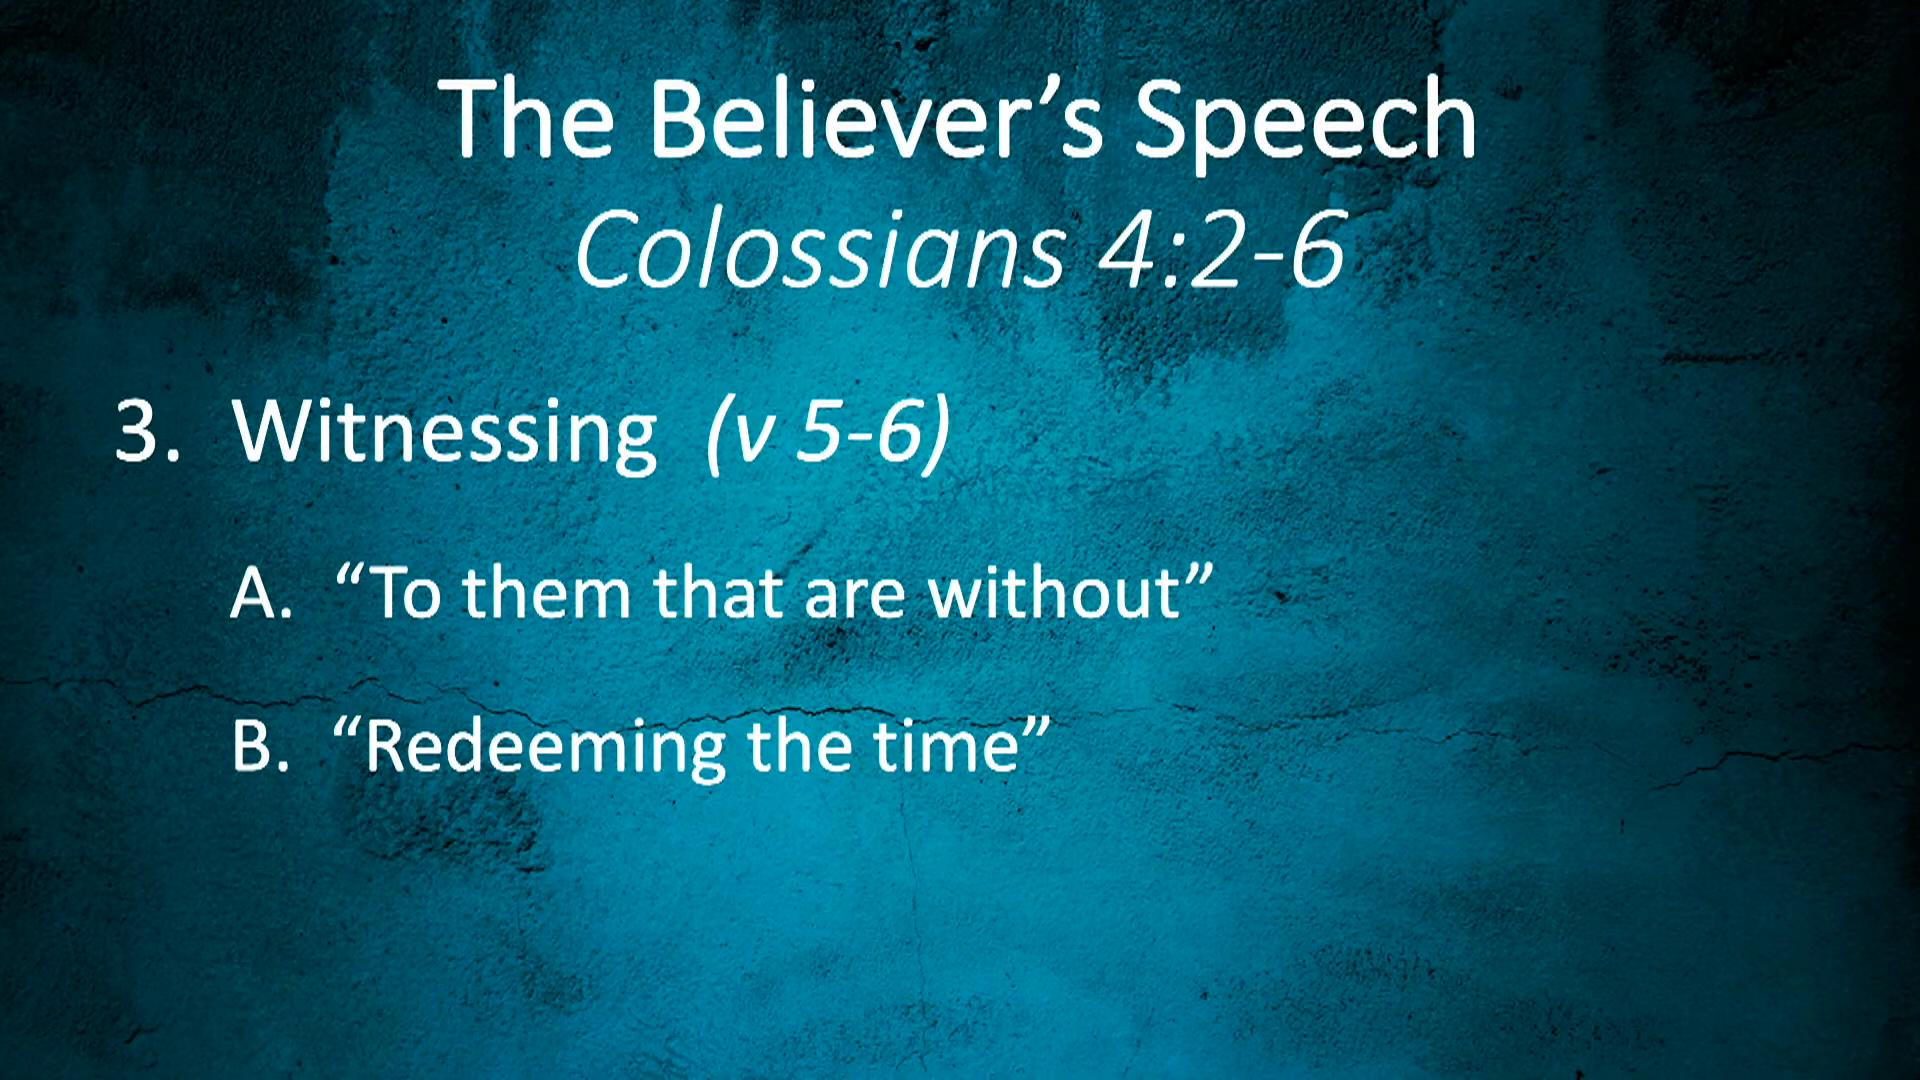 The Believer’s Speech
Colossians 4:2-6
3. Witnessing (v 5-6)
A. “To them that are without”
B. “Redeeming the time”